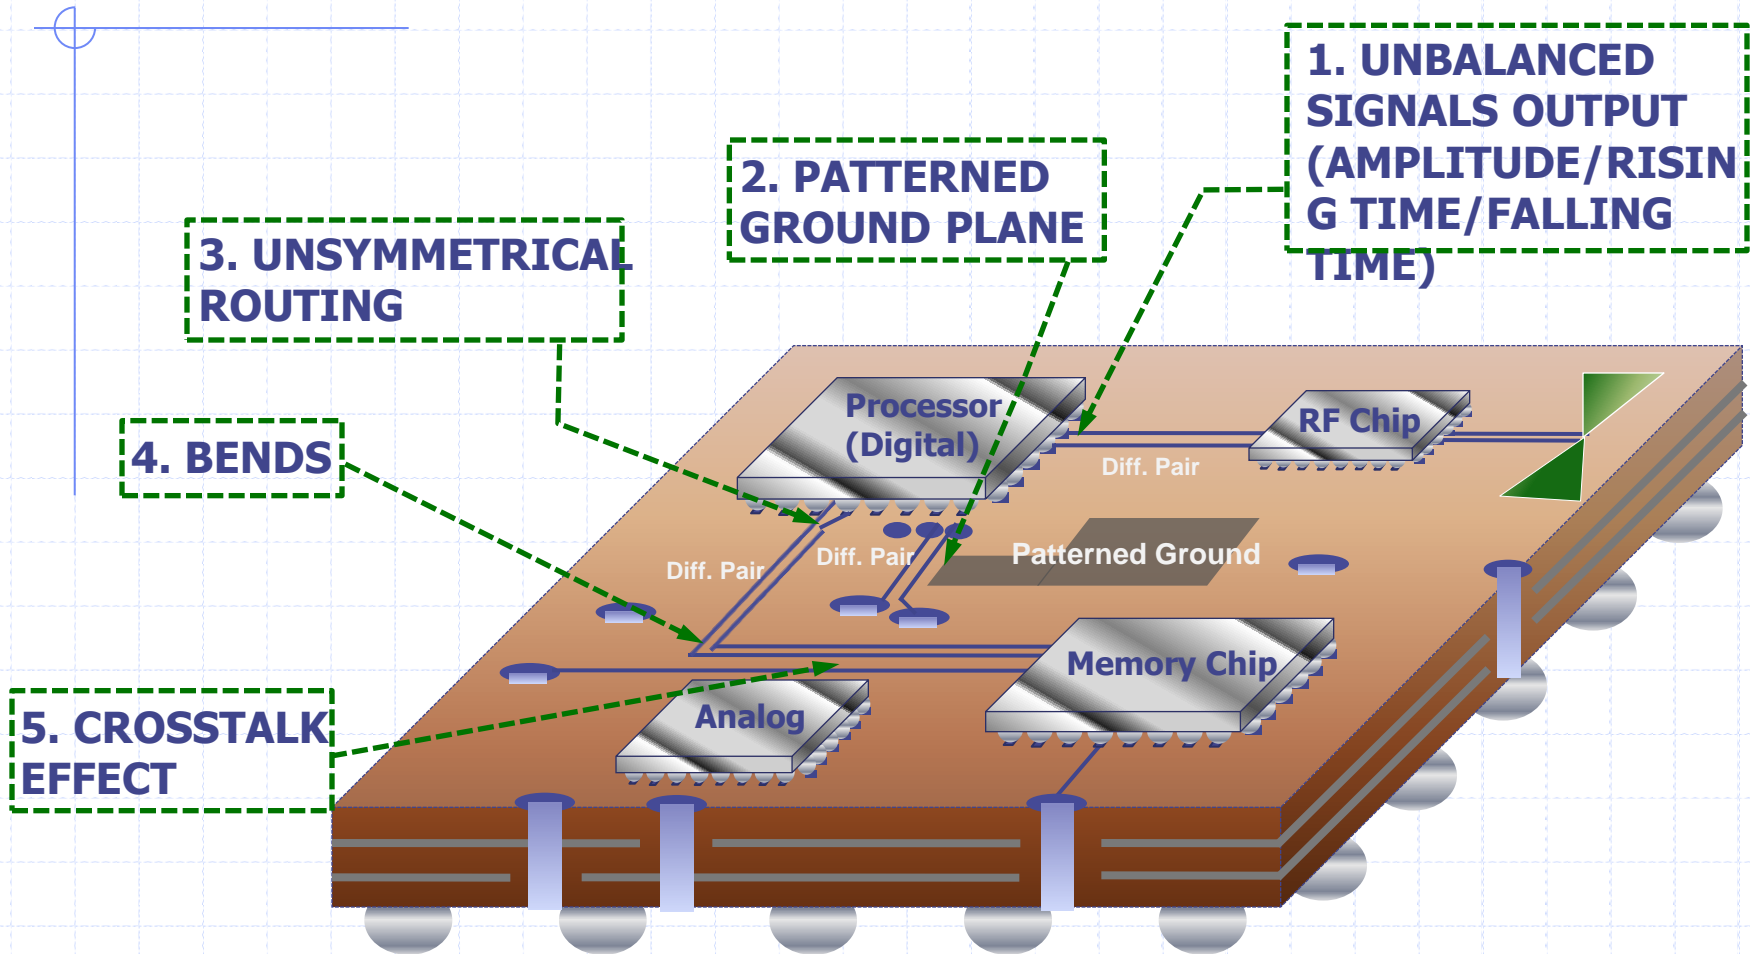 1. UNBALANCED
SIGNALS OUTPUT
(AMPLITUDE/RISIN
G TIME/FALLING
TIME)
2. PATTERNED
GROUND PLANE
3. UNSYMMETRICAL
ROUTING
4. BENDS
5. CROSSTALK
EFFECT
Processor
(Digital)
RF Chip
Diff. Pair
Diff. Pair
Diff. Pair
Patterned Ground
Memory Chip
Analog